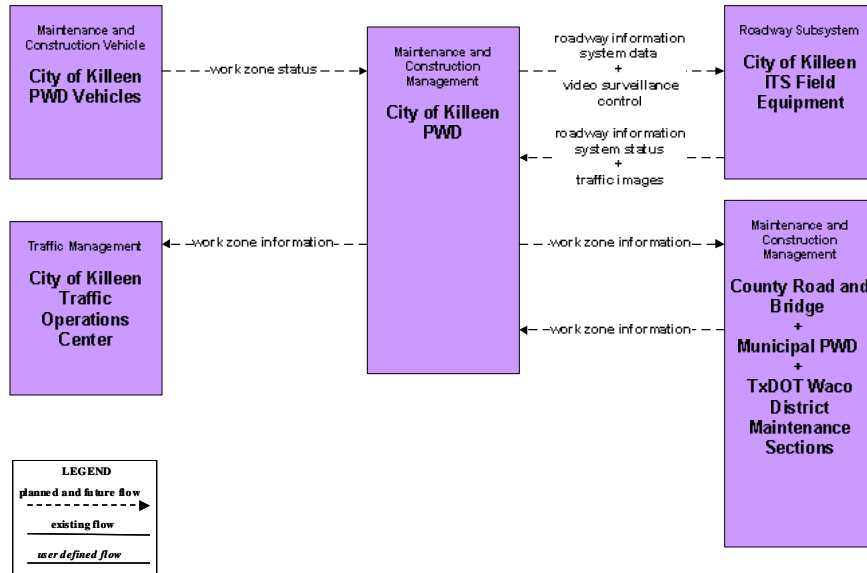 Maintenance and
Construction Vehicle
City of Killeen
PWD Vehicles
work zone status
Maintenance and
Construction
Management
City of Killeen
PWD
roadway information
system data
+
video surveillance
control
roadway information
system status
+
traffic images
Roadway Subsystem
City of Killeen
ITS Field
Equipment
Traffic Management
City of Killeen
Traffic
Operations
Center
work zone information
work zone information
work zone information
Maintenance and
Construction
Management
County Road and
Bridge
+
Municipal PWD
+
TxDOT Waco
District
Maintenance
Sections
LEGEND
planned and future flow
existing flow
user defined flow